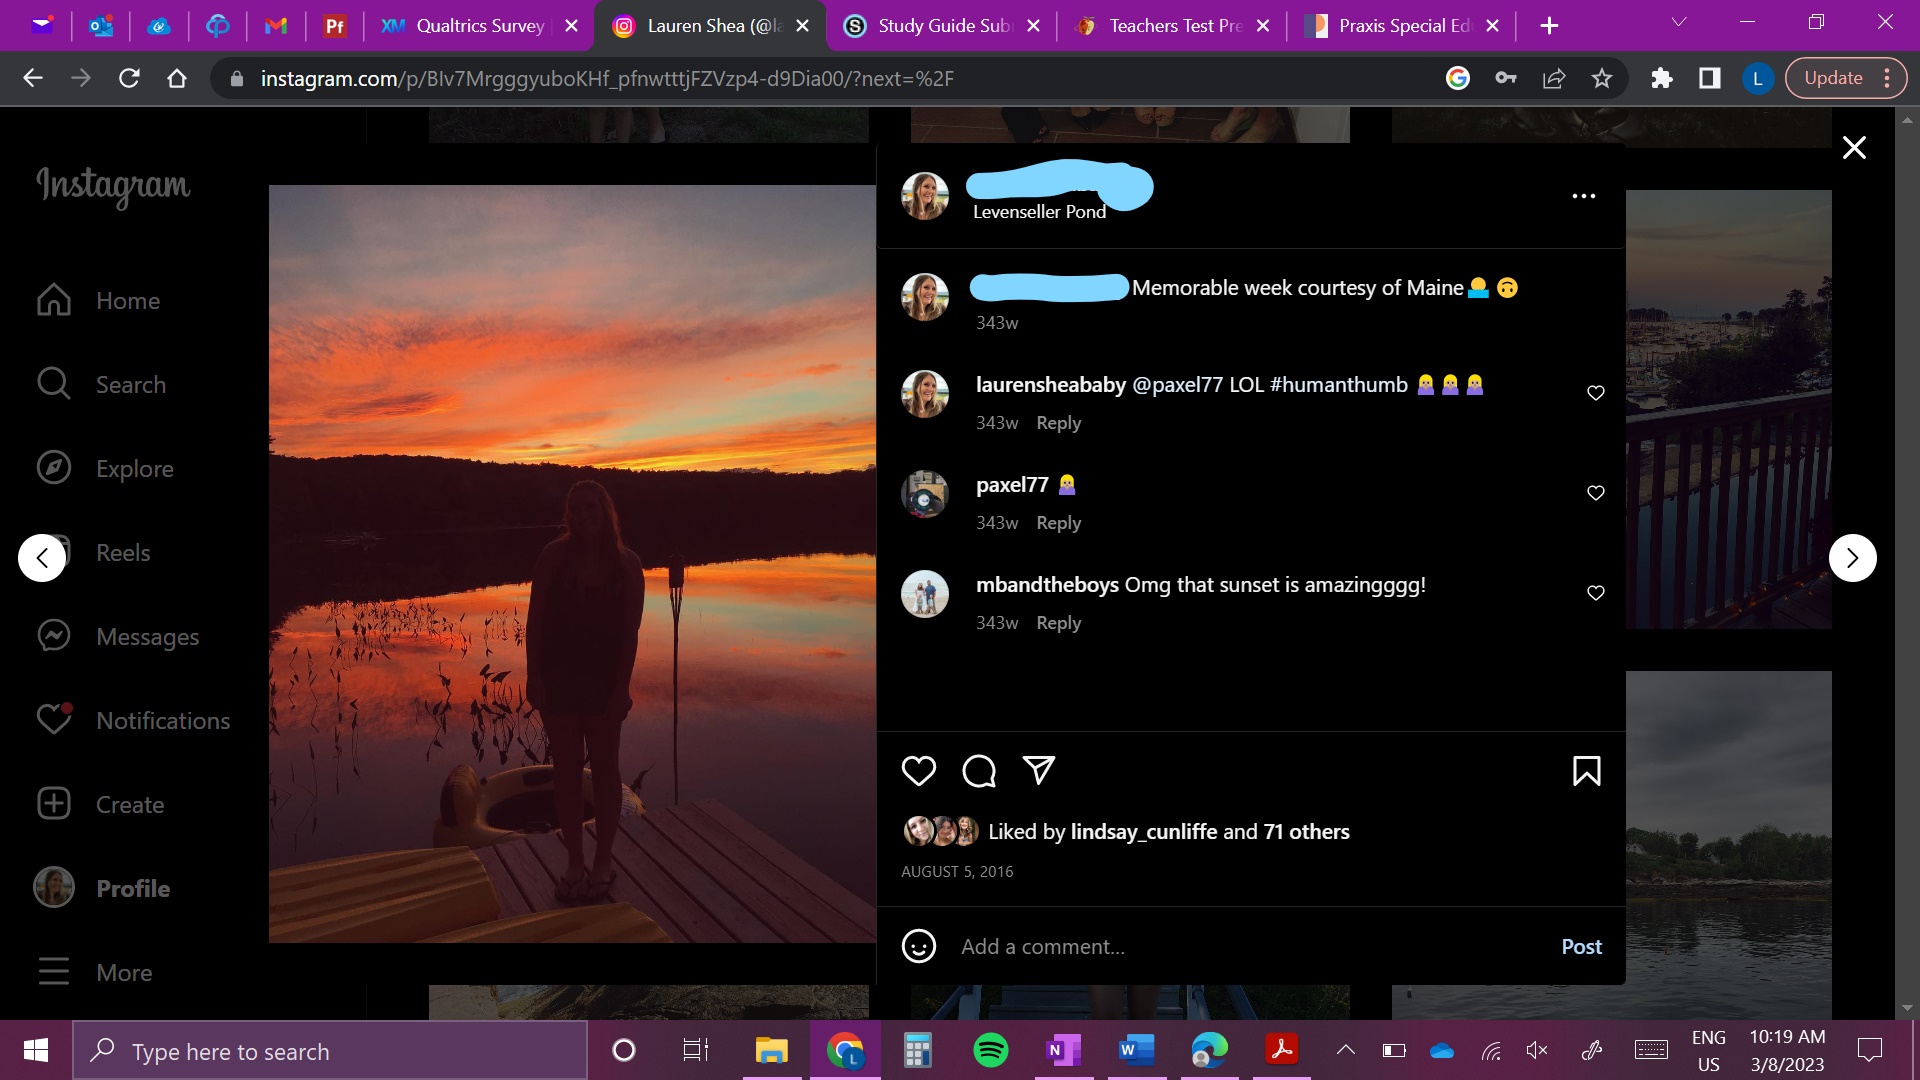 Qualtrics Survey
Lauren Shea (@la
Study Guide Sub
Teachers Test Pre
Praxis Special Ed
instagram.com/p/BIv7MrgggyuboKHf_pfnwtttjFZVzp4-d9Dia00/?next=%2F
L
Update
Instagram
Home
Search
Explore
Reels
Messages
Notifications
Create
Profile
More
Levenseller Pond
Memorable week courtesy of Maine
343w
laurensheababy @paxel77 LOL #humanthumb
343w Reply
paxel77
343w Reply
mbandtheboys Omg that sunset is amazingggg!
343w Reply
Liked by lindsay_cunliffe and 71 others
AUGUST 5, 2016
Add a comment...
Post
Type here to search
ENG
US
10:19 AM
3/8/2023